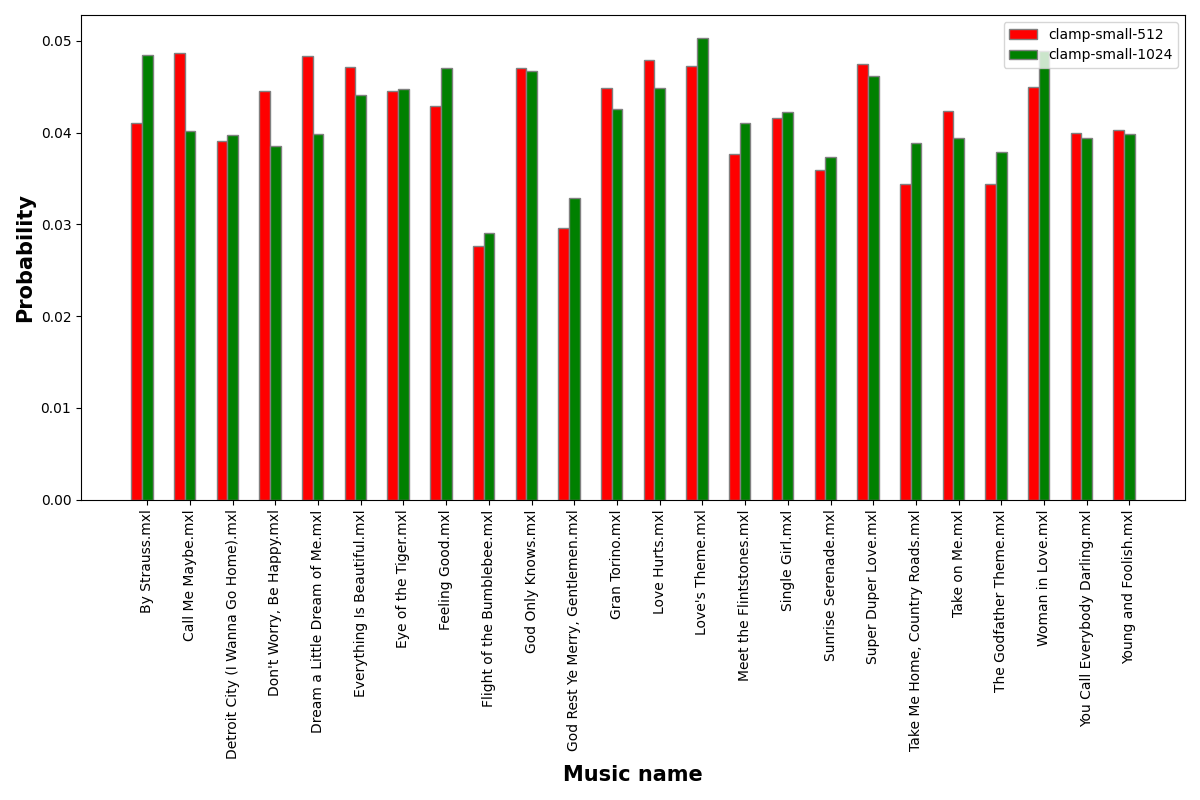 clamp-small-512
clamp-small-1024
0.05
0.04
0.03
0.02
0.01
0.00
Probability
By Strauss.mxl
Call Me Maybe.mxl
Detroit City (I Wanna Go Home).mxl
Don't Worry, Be Happy.mxl
Dream a Little Dream of Me.mxl
Everything Is Beautiful.mxl
Eye of the Tiger.mxl
Feeling Good.mxl
Flight of the Bumblebee.mxl
God Only Knows.mxl
God Rest Ye Merry, Gentlemen.mxl
Gran Torino.mxl
Love Hurts.mxl
Love's Theme.mxl
Meet the Flintstones.mxl
Single Girl.mxl
Sunrise Serenade.mxl
Super Duper Love.mxl
Take Me Home, Country Roads.mxl
Take on Me.mxl
The Godfather Theme.mxl
Woman in Love.mxl
You Call Everybody Darling.mxl
Young and Foolish.mxl
Music name